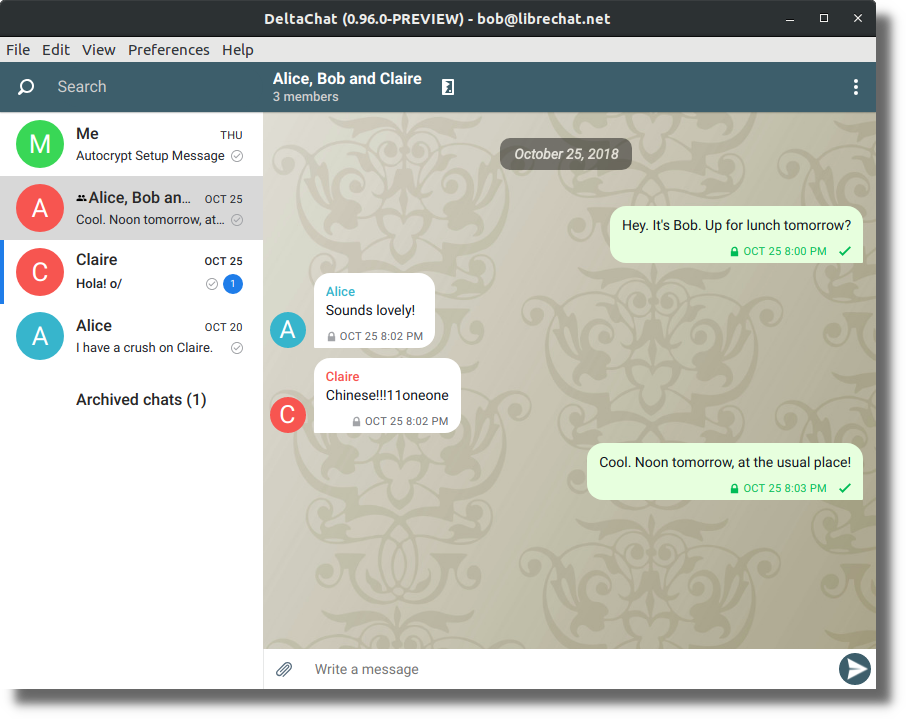 DeltaChat (0.96.0-PREVIEW) - bob@librechat.net
File Edit View Preferences Help
Search
Alice, Bob and Claire
3 members
M
Me
THU
Autocrypt Setup Message
A
Alice, Bob an...
OCT 25
Cool. Noon tomorrow, at...
C
Claire
OCT 25
Hola! o/
1
A
Alice
OCT 20
I have a crush on Claire.
Archived chats (1)
October 25, 2018
Hey. It's Bob. Up for lunch tomorrow?
OCT 25 8:00 PM
Alice
Sounds lovely!
A
OCT 25 8:02 PM
Claire
Chinese!!!11oneone
C
OCT 25 8:02 PM
Cool. Noon tomorrow, at the usual place!
OCT 25 8:03 PM
Write a message